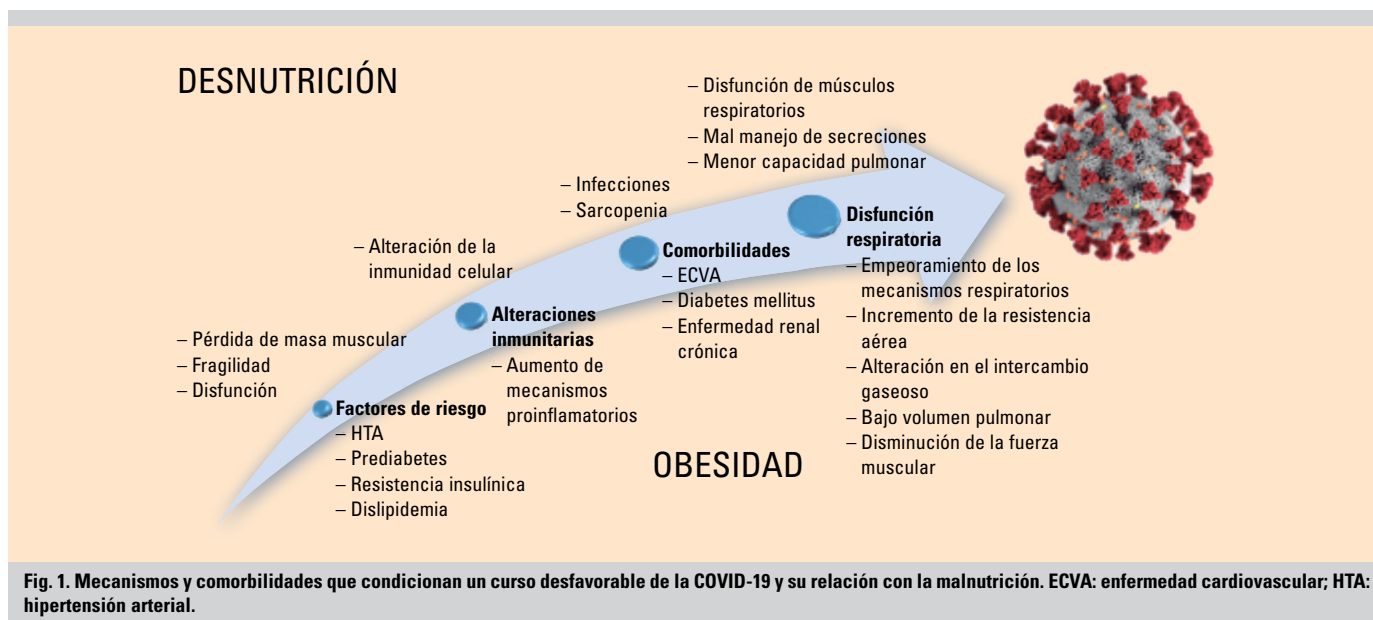 DESNUTRICIÓN
– Disfunción de músculos
respiratorios
– Mal manejo de secreciones
– Menor capacidad pulmonar
– Infecciones
– Sarcopenia
– Alteración de la
inmunidad celular
– Pérdida de masa muscular
– Fragilidad
– Disfunción
Factores de riesgo
– HTA
– Prediabetes
– Resistencia insulínica
– Dislipidemia
Alteraciones
inmunitarias
– Aumento de
mecanismos
proinflamatorios
Comorbilidades
– ECVA
– Diabetes mellitus
– Enfermedad renal
crónica
Disfunción
respiratoria
– Empeoramiento de los
mecanismos respiratorios
– Incremento de la resistencia
aérea
– Alteración en el intercambio
gaseoso
– Bajo volumen pulmonar
– Disminución de la fuerza
muscular
OBESIDAD
Fig. 1. Mecanismos y comorbilidades que condicionan un curso desfavorable de la COVID-19 y su relación con la malnutrición. ECVA: enfermedad cardiovascular; HTA:
hipertensión arterial.